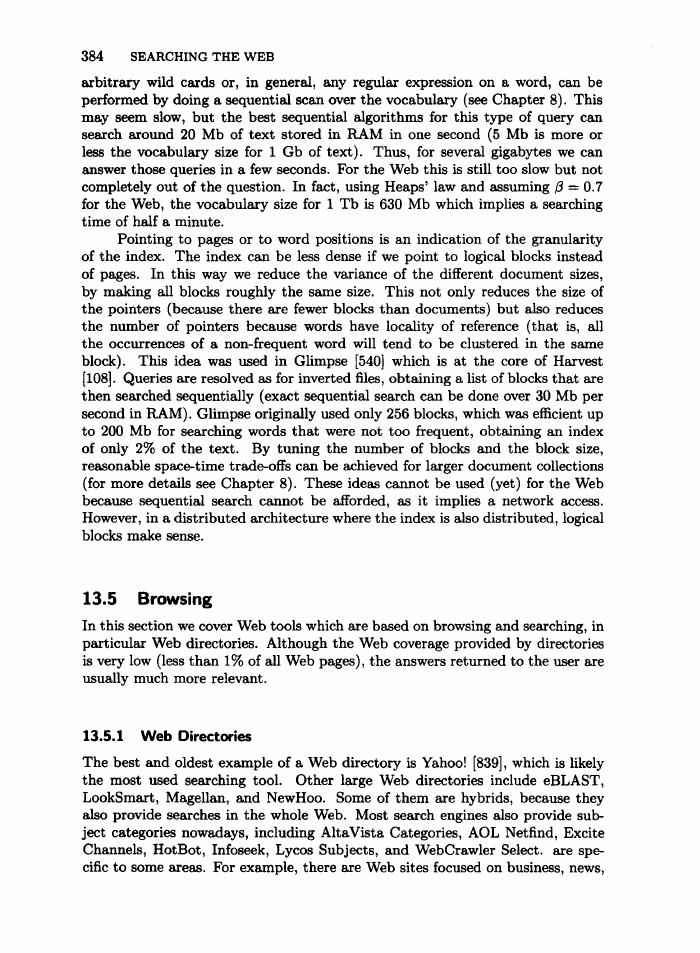 384 SEARCHING THE WEB
arbitrary wild cards or, in general, any regular expression on a word, can be
performed by doing a sequential scan over the vocabulary (see Chapter 8). This
may seem slow, but the best sequential algorithms for this type of query can
search around 20 Mb of text stored in RAM in one second (5 Mb is more or
less the vocabulary size for 1 Gb of text). Thus, for several gigabytes we can
answer those queries in a few seconds. For the Web this is still too slow but not
completely out of the question. In fact, using Heaps' law and assuming β = 0.7
for the Web, the vocabulary size for 1 Tb is 630 Mb which implies a searching
time of half a minute.
Pointing to pages or to word positions is an indication of the granularity
of the index. The index can be less dense if we point to logical blocks instead
of pages. In this way we reduce the variance of the different document sizes,
by making all blocks roughly the same size. This not only reduces the size of
the pointers (because there are fewer blocks than documents) but also reduces
the number of pointers because words have locality of reference (that is, all
the occurrences of a non-frequent word will tend to be clustered in the same
block). This idea was used in Glimpse [540] which is at the core of Harvest
[108]. Queries are resolved as for inverted files, obtaining a list of blocks that are
then searched sequentially (exact sequential search can be done over 30 Mb per
second in RAM). Glimpse originally used only 256 blocks, which was efficient up
to 200 Mb for searching words that were not too frequent, obtaining an index
of only 2% of the text. By tuning the number of blocks and the block size,
reasonable space-time trade-offs can be achieved for larger document collections
(for more details see Chapter 8). These ideas cannot be used (yet) for the Web
because sequential search cannot be afforded, as it implies a network access.
However, in a distributed architecture where the index is also distributed, logical
blocks make sense.
13.5 Browsing
In this section we cover Web tools which are based on browsing and searching, in
particular Web directories. Although the Web coverage provided by directories
is very low (less than 1% of all Web pages), the answers returned to the user are
usually much more relevant.
13.5.1 Web Directories
The best and oldest example of a Web directory is Yahoo! [839], which is likely
the most used searching tool. Other large Web directories include eBLAST,
LookSmart, Magellan, and NewHoo. Some of them are hybrids, because they
also provide searches in the whole Web. Most search engines also provide sub-
ject categories nowadays, including AltaVista Categories, AOL Netfind, Excite
Channels, HotBot, Infoseek, Lycos Subjects, and WebCrawler Select. are spe-
cific to some areas. For example, there are Web sites focused on business, news,